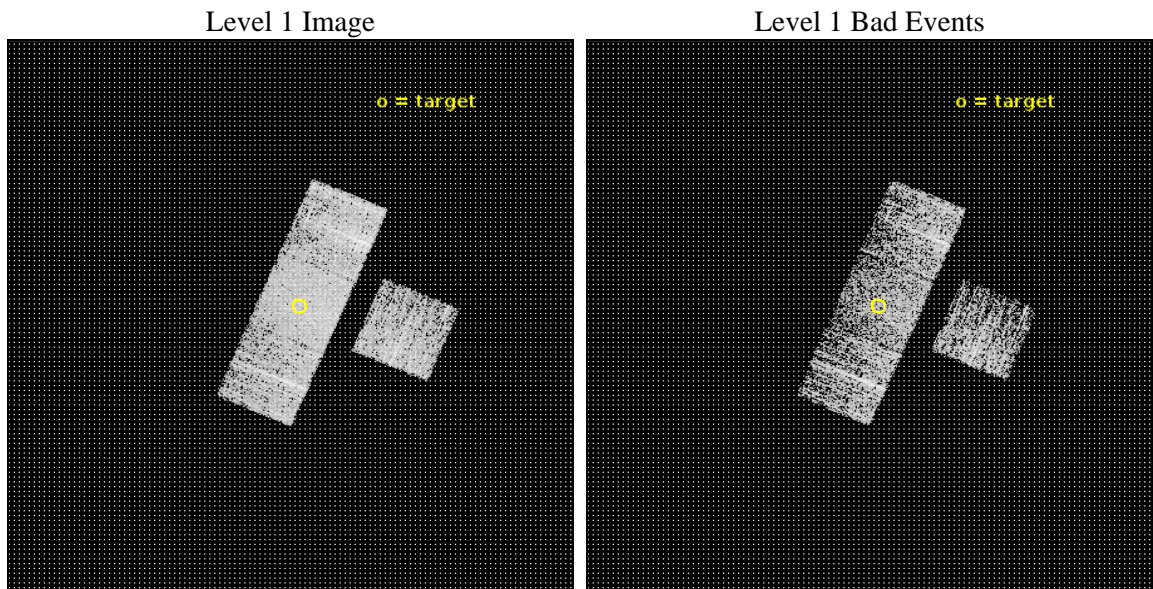 Level 1 Image
Level 1 Bad Events
o = target
o = target